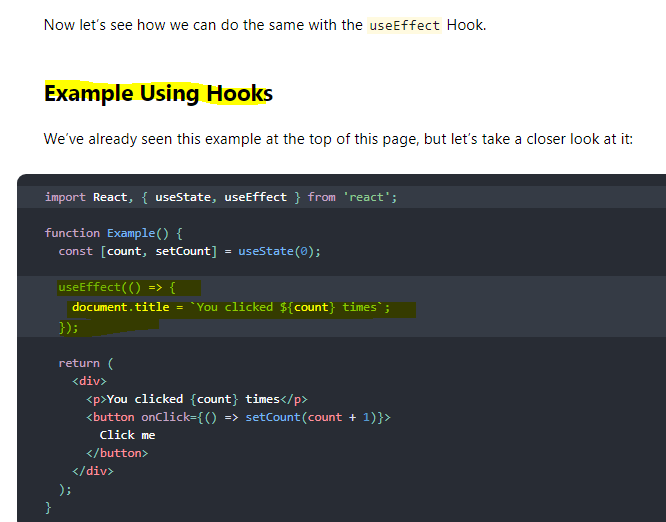 Now let's see how we can do the same with the useEffect Hook.
Example Using Hooks
We've already seen this example at the top of this page, but let's take a closer look at it:
import React, { useState, useEffect } from 'react';
function Example() {
  const [count, setCount] = useState(0);
  useEffect(() => {
    document.title = `You clicked ${count} times`;
  });
  return (
    <div>
      <p>You clicked {count} times</p>
      <button onClick={() => setCount(count + 1)}>
        Click me
      </button>
    </div>
  );
}